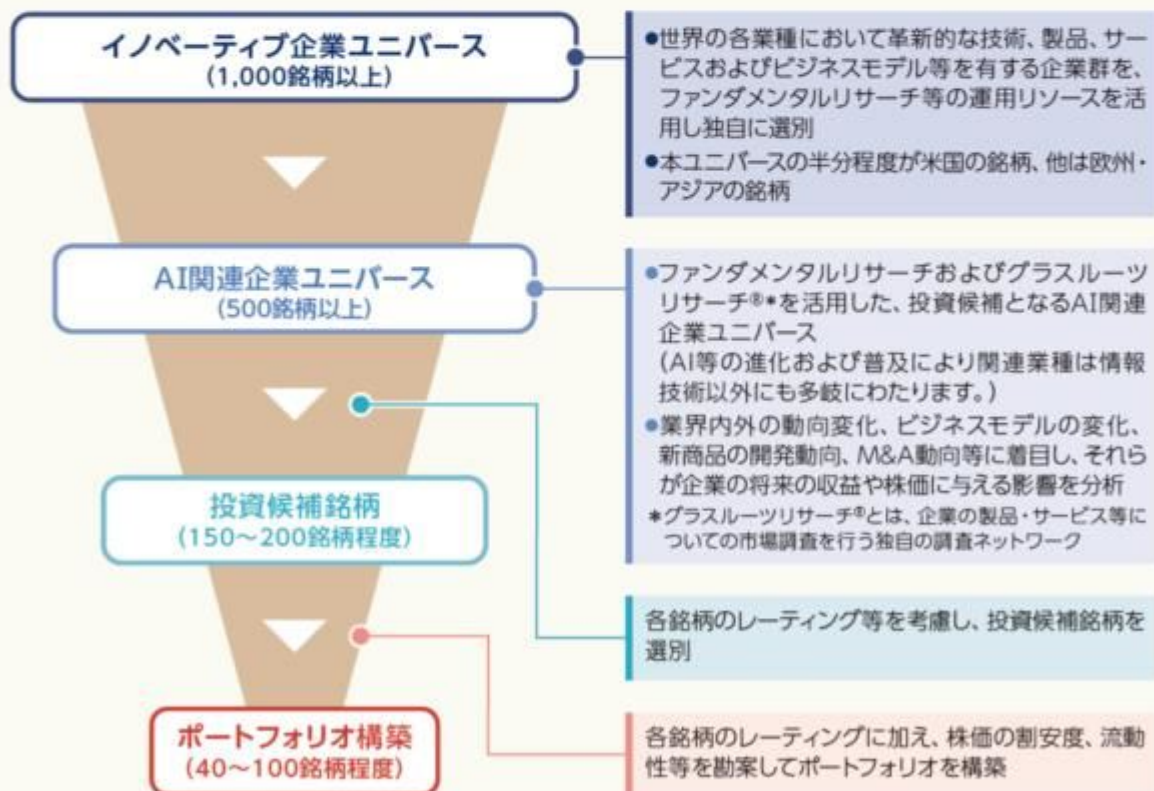 イノベーティブ企業ユニバース
(1,000銘柄以上)
●世界の各業種において革新的な技術、製品、サー
ビスおよびビジネスモデル等を有する企業群を、
ファンダメンタルリサーチ等の運用リソースを活
用し独自に選別
●本ユニバースの半分程度が米国の銘柄、他は欧州・
アジアの銘柄
AI関連企業ユニバース
(500銘柄以上)
●ファンダメンタルリサーチおよびグラスルーツ
リサーチ®*を活用した、投資候補となるAI関連
企業ユニバース
(AI等の進化および普及により関連業種は情報
技術以外にも多岐にわたります。)
●業界内外の動向変化、ビジネスモデルの変化、
新商品の開発動向、M&A動向等に着目し、それら
が企業の将来の収益や株価に与える影響を分析
*グラスルーツリサーチ®とは、企業の製品・サービス等に
ついての市場調査を行う独自の調査ネットワーク
投資候補銘柄
(150～200銘柄程度)
各銘柄のレーティング等を考慮し、投資候補銘柄を
選別
ポートフォリオ構築
(40～100銘柄程度)
各銘柄のレーティングに加え、株価の割安度、流動
性等を勘案してポートフォリオを構築